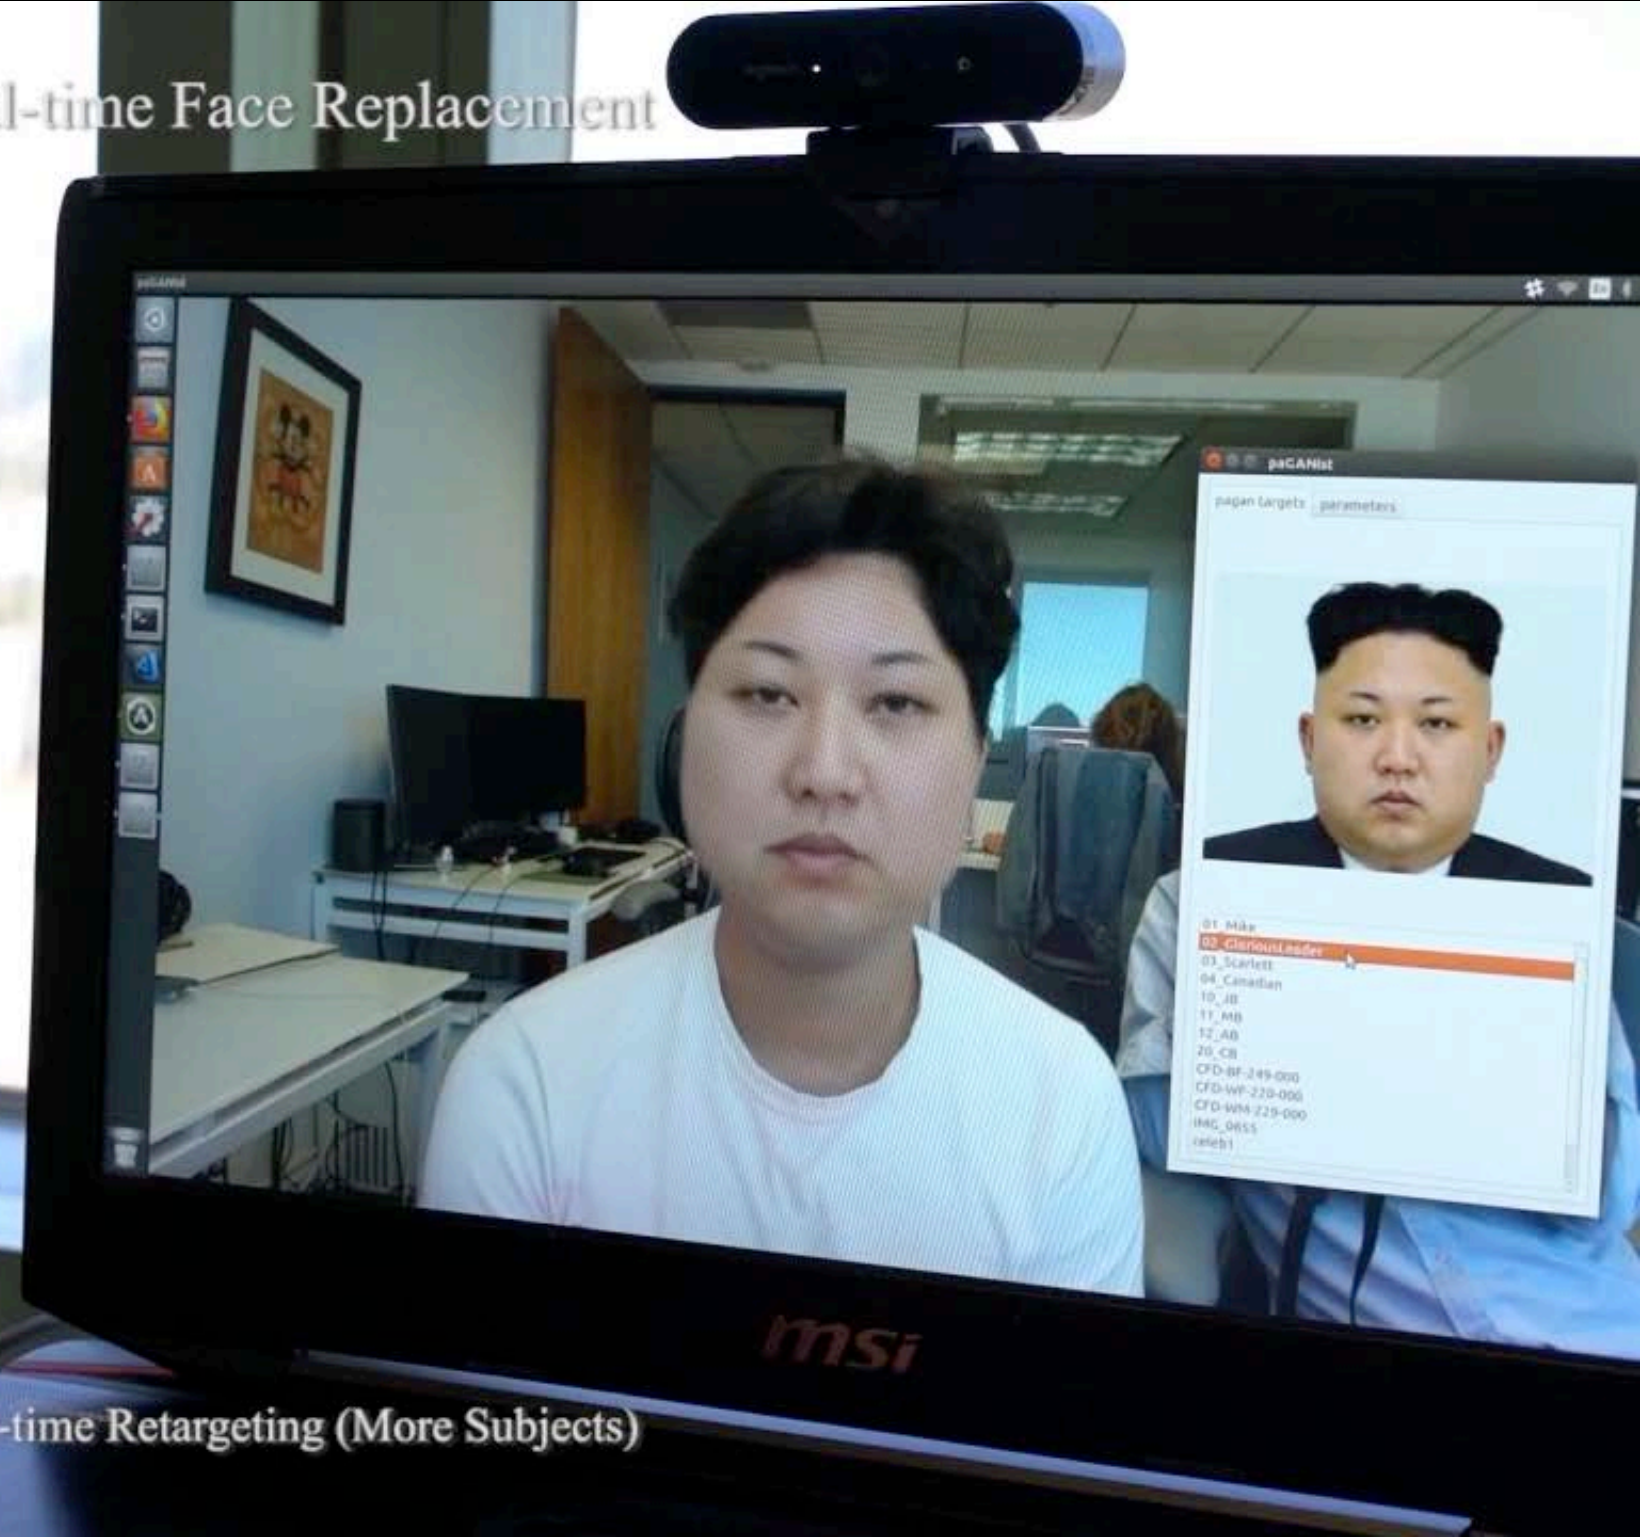 l-time Face Replacement
paGANist
paGANist
pagan targets
parameters
01_Mike
02_GloriousLeader
03_Scarlett
04_Canadian
10_JB
11_MB
12_AB
20_CB
CFD-BF-249-000
CFD-WF-220-000
CFD-WM-229-000
IMG_0655
celeb1
msi
-time Retargeting (More Subjects)